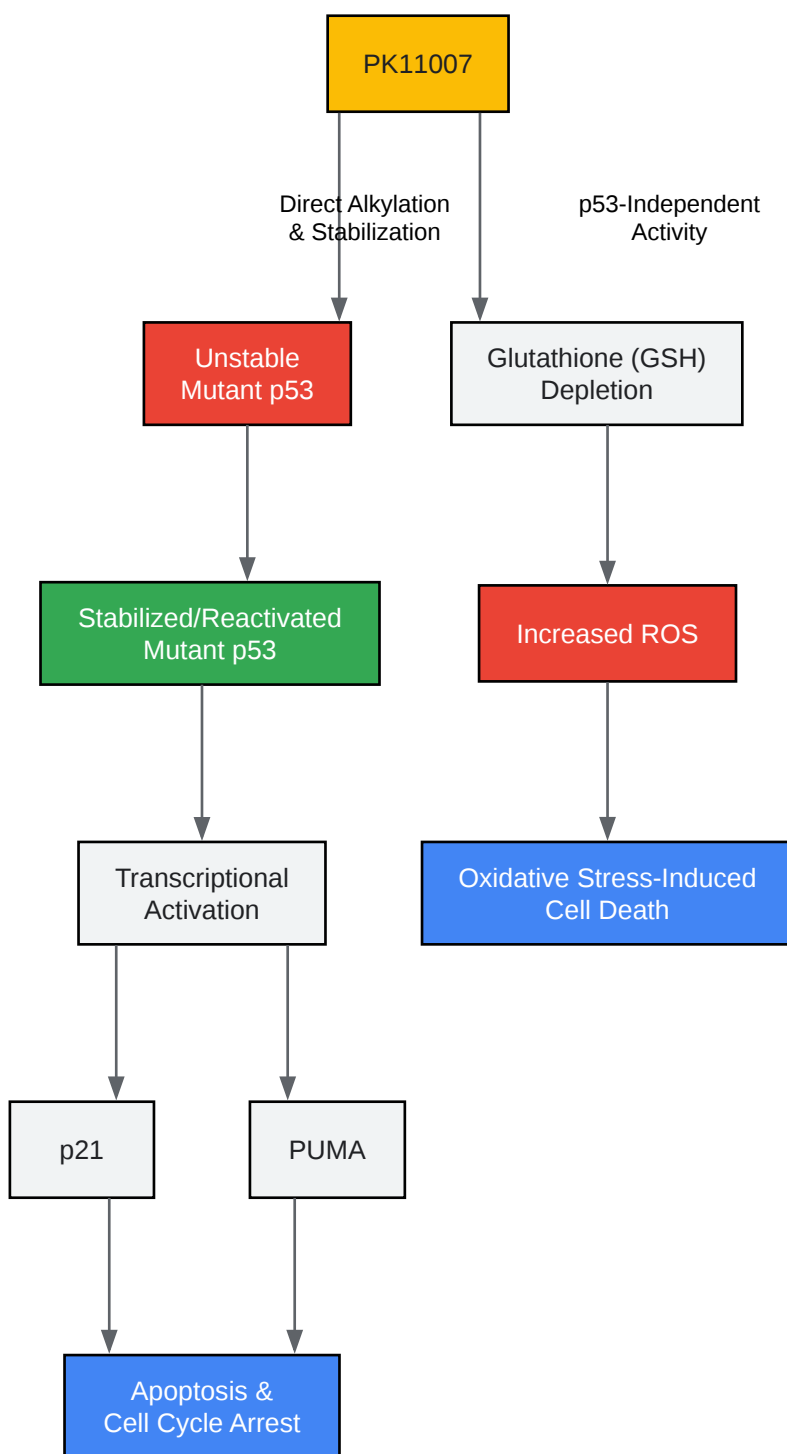 PK11007
Direct Alkylation
& Stabilization
p53-Independent
Activity
Unstable
Mutant p53
Glutathione (GSH)
Depletion
Stabilized/Reactivated
Mutant p53
Increased ROS
Transcriptional
Activation
Oxidative Stress-Induced
Cell Death
p21
PUMA
Apoptosis &
Cell Cycle Arrest